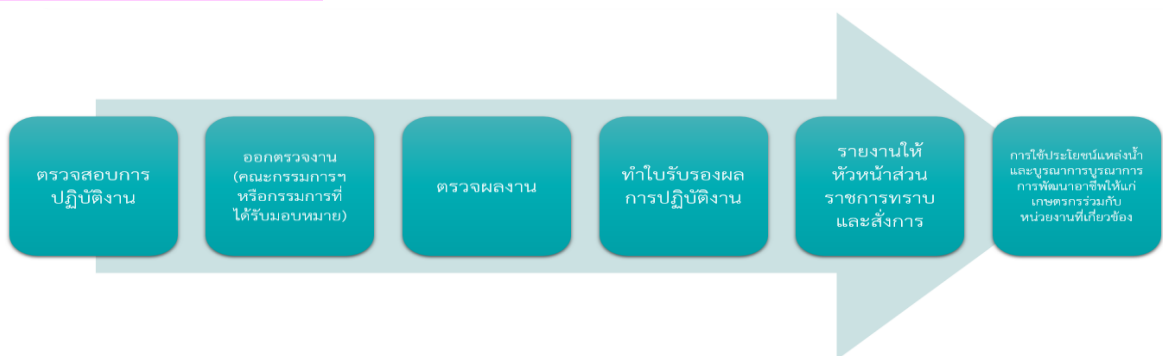 ตรวจสอบการ
ปฏิบัติงาน
ออกตรวจงาน
(คณะกรรมการฯ
หรือกรรมการที่
ได้รับมอบหมาย)
ตรวจผลงาน
ทำใบรับรองผล
การปฏิบัติงาน
รายงานให้
หัวหน้าส่วน
ราชการทราบ
และสั่งการ
การใช้ประโยชน์แหล่งน้ำ
และบูรณาการบูรณาการ
การพัฒนาอาชีพให้แก่
เกษตรกรร่วมกับ
หน่วยงานที่เกี่ยวข้อง